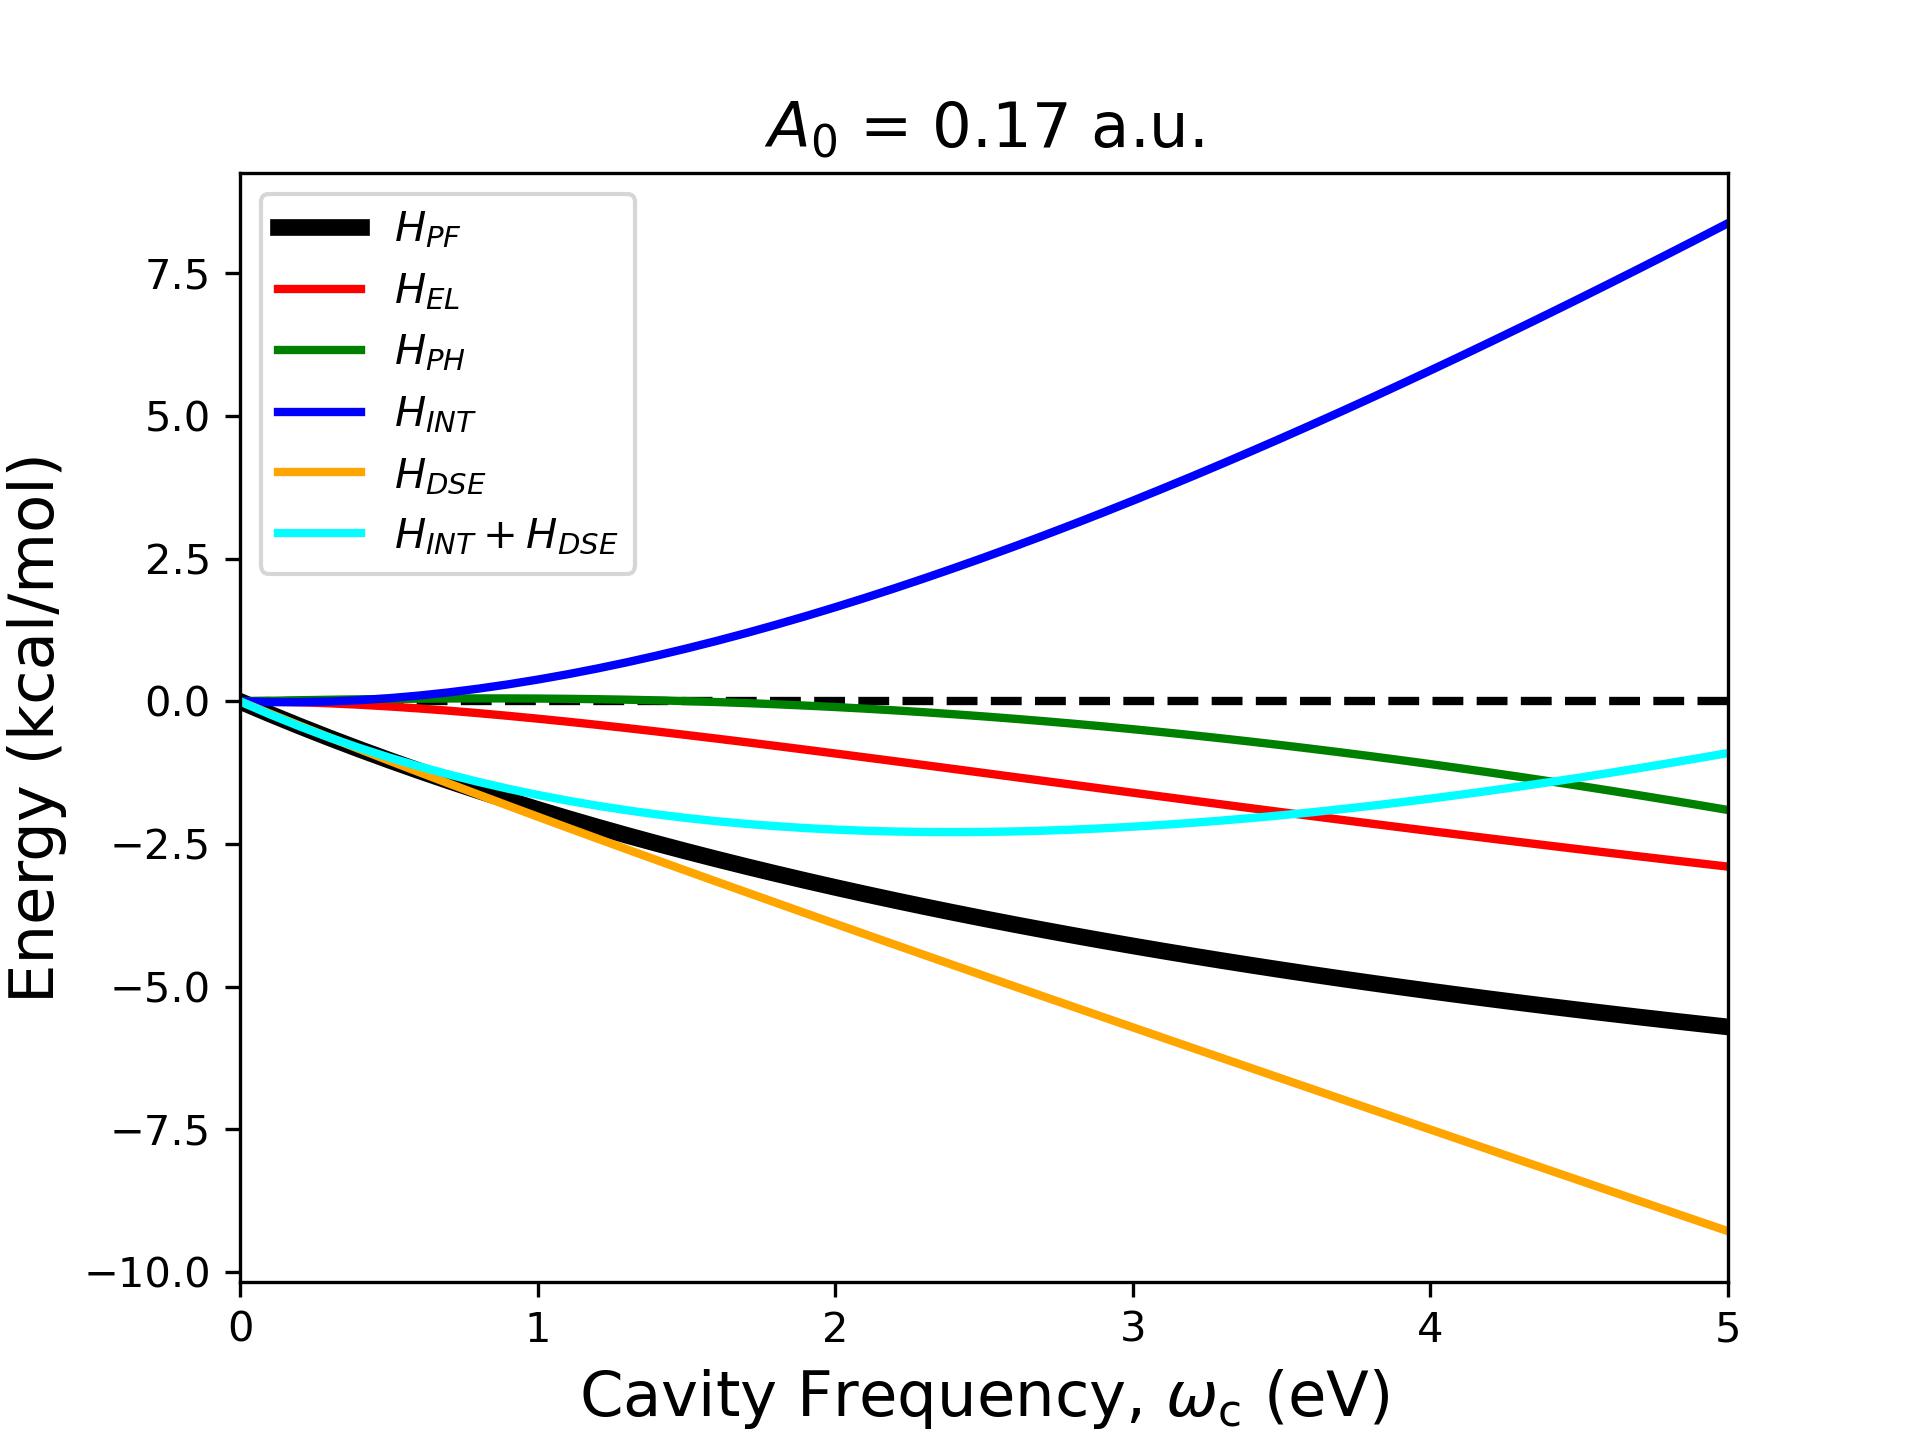 A₀ = 0.17 a.u.
H_PF
H_EL
H_PH
H_INT
H_DSE
H_INT + H_DSE
Energy (kcal/mol)
7.5
5.0
2.5
0.0
−2.5
−5.0
−7.5
−10.0
0 1 2 3 4 5
Cavity Frequency, ω_c (eV)